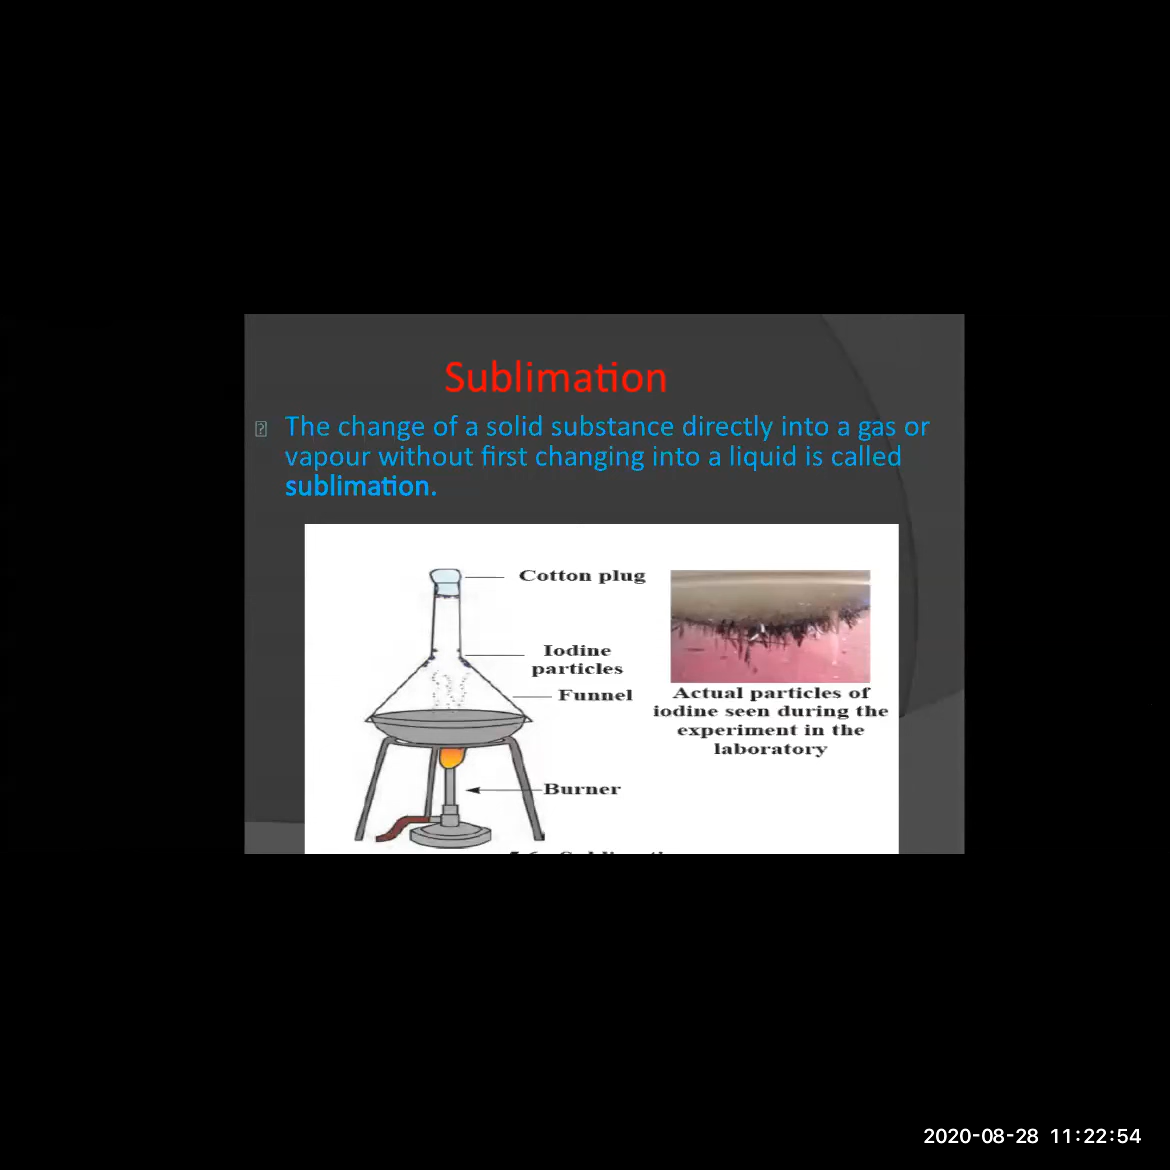 Sublimation
The change of a solid substance directly into a gas or
vapour without first changing into a liquid is called
sublimation.
Cotton plug
Iodine
particles
Funnel
Burner
Actual particles of
iodine seen during the
experiment in the
laboratory
2020-08-28 11:22:54